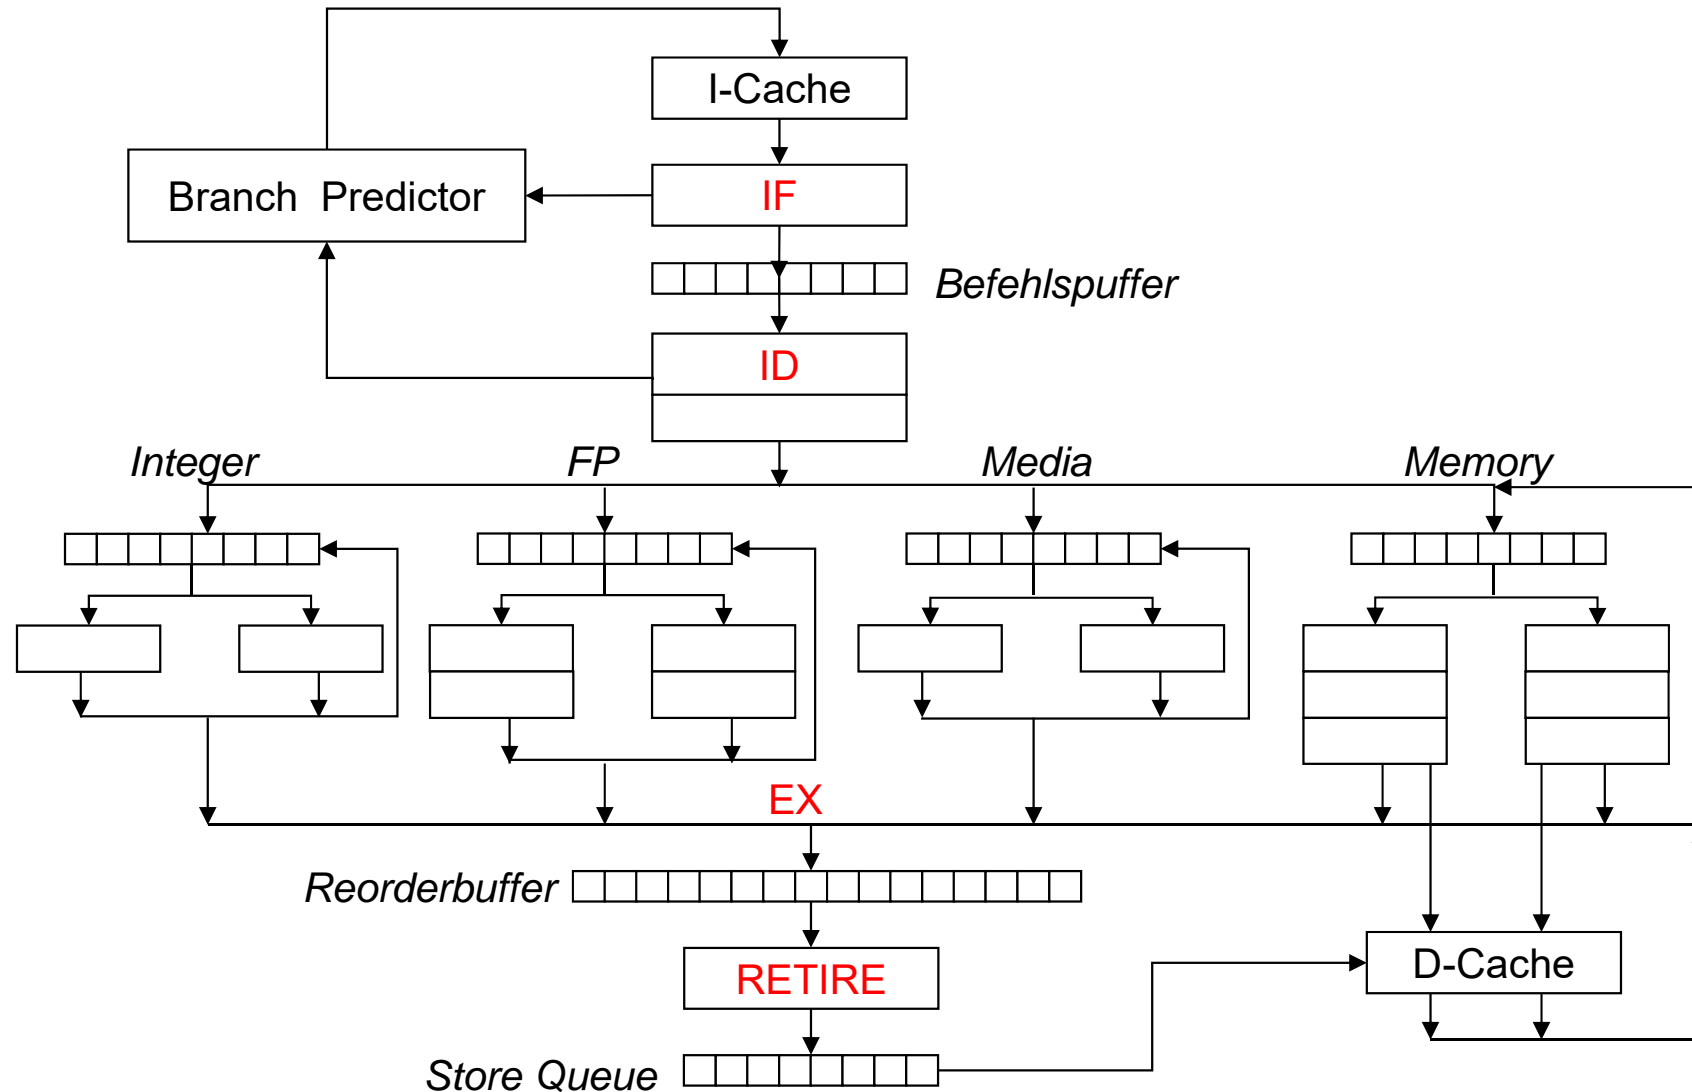 I-Cache
Branch Predictor
IF
Befehlspuffer
ID
Integer
FP
Media
Memory
EX
Reorderbuffer
RETIRE
D-Cache
Store Queue